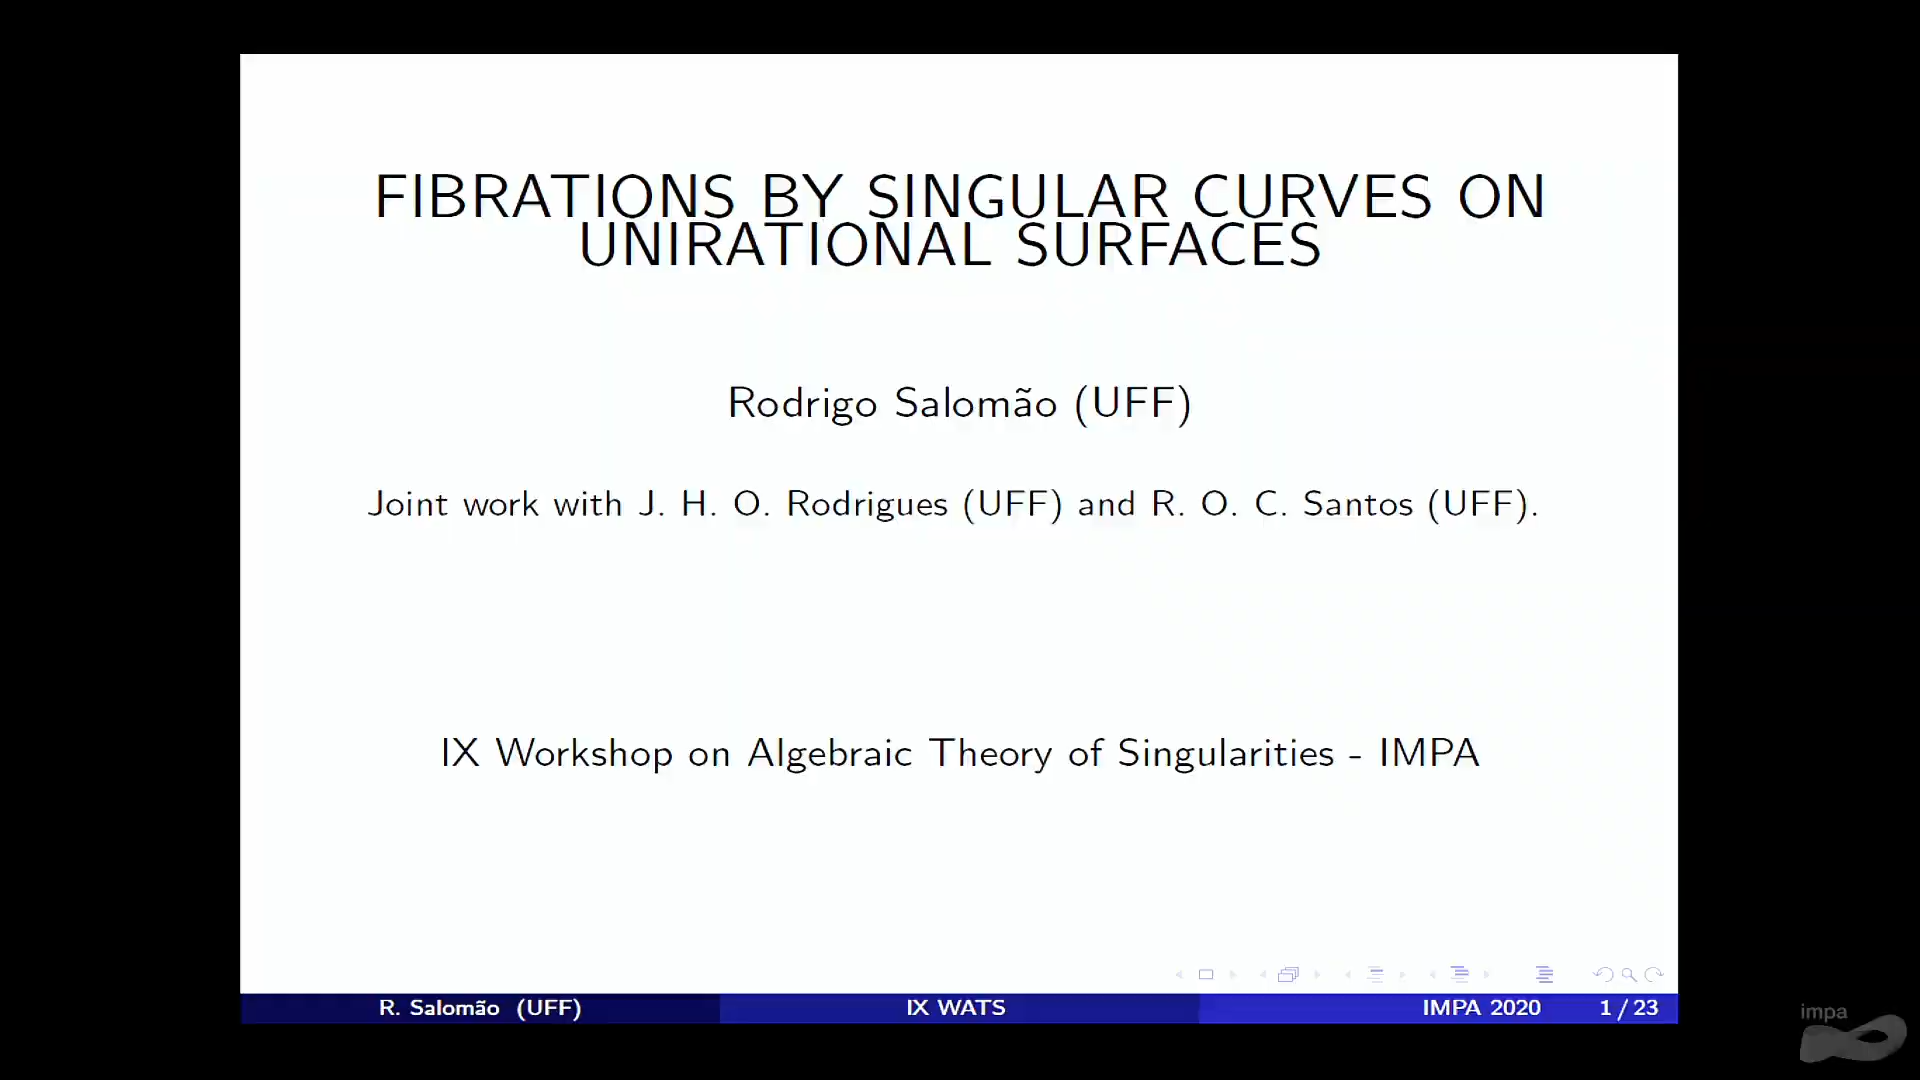 FIBRATIONS BY SINGULAR CURVES ON
UNIRATIONAL SURFACES
Rodrigo Salomão (UFF)
Joint work with J. H. O. Rodrigues (UFF) and R. O. C. Santos (UFF).
IX Workshop on Algebraic Theory of Singularities - IMPA
R. Salomão (UFF) IX WATS IMPA 2020 1 / 23
impa